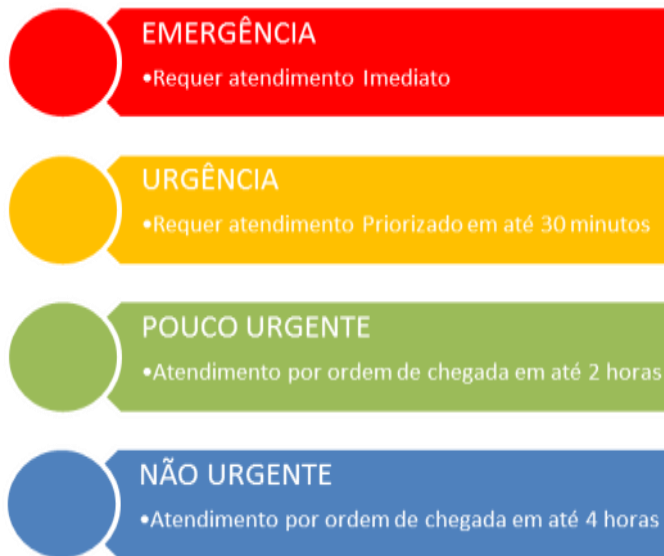 EMERGÊNCIA
•Requer atendimento Imediato
URGÊNCIA
•Requer atendimento Priorizado em até 30 minutos
POUCO URGENTE
•Atendimento por ordem de chegada em até 2 horas
NÃO URGENTE
•Atendimento por ordem de chegada em até 4 horas